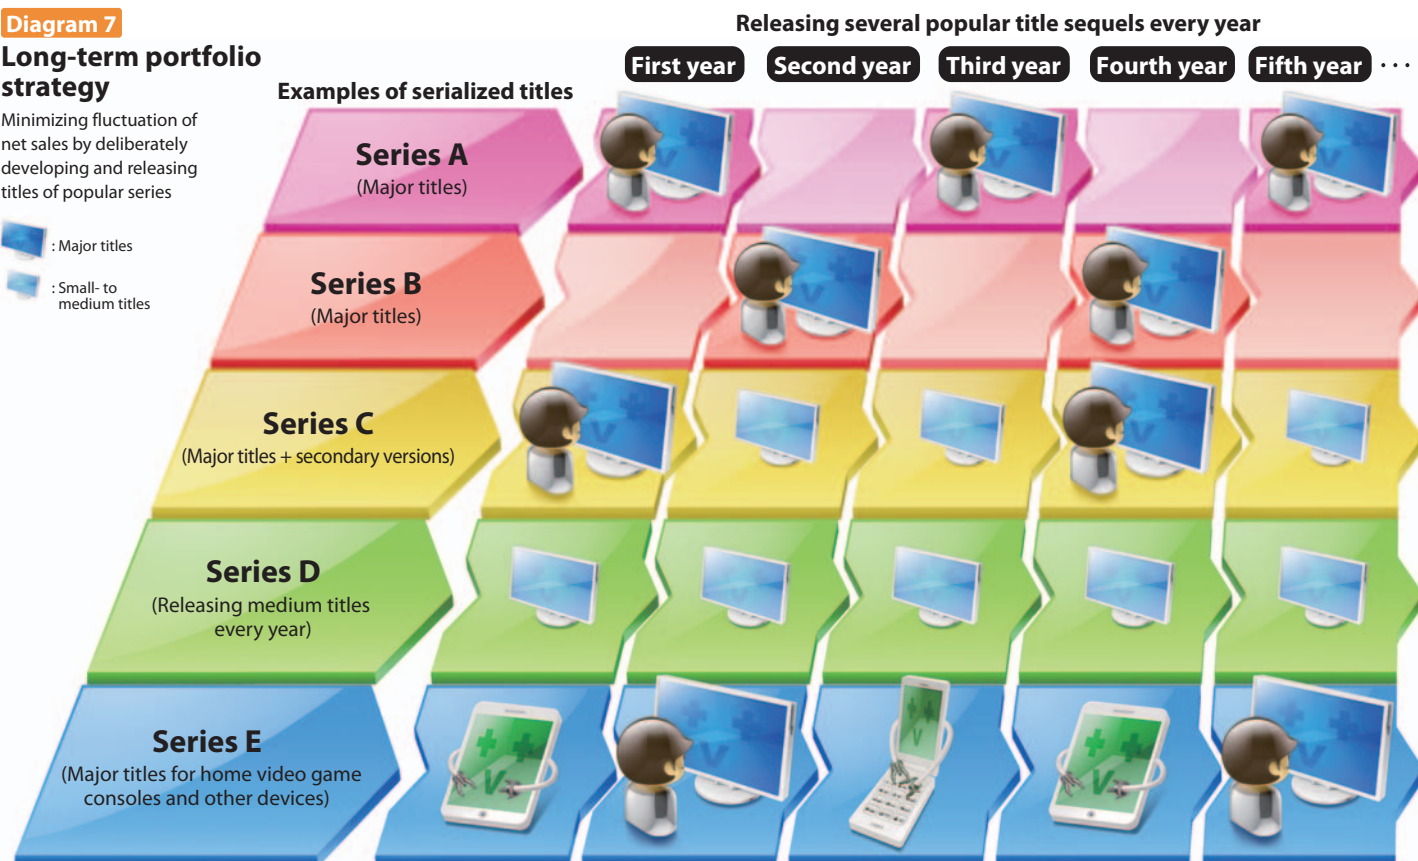 Diagram 7
Long-term portfolio
strategy
Minimizing fluctuation of
net sales by deliberately
developing and releasing
titles of popular series
: Major titles
: Small- to
medium titles
Releasing several popular title sequels every year
First year
Second year
Third year
Fourth year
Fifth year
···
Examples of serialized titles
Series A
(Major titles)
Series B
(Major titles)
Series C
(Major titles + secondary versions)
Series D
(Releasing medium titles
every year)
Series E
(Major titles for home video game
consoles and other devices)